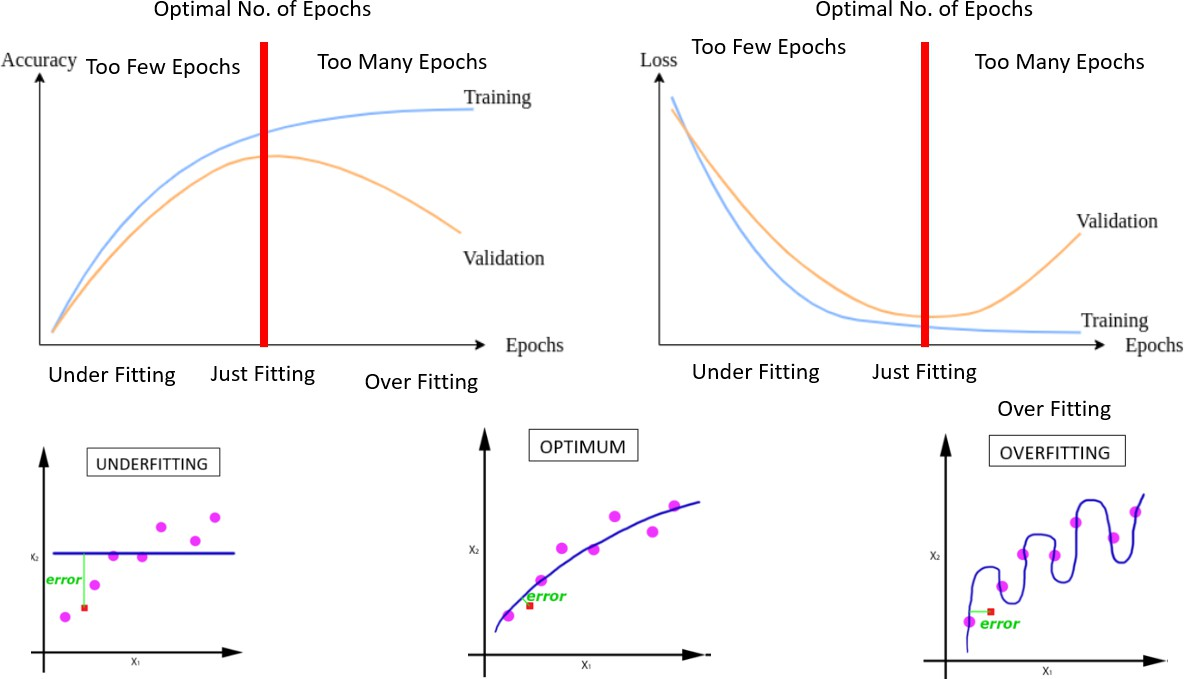 Optimal No. of Epochs
Optimal No. of Epochs
Accuracy
Too Few Epochs
Too Many Epochs
Training
Validation
Epochs
Under Fitting
Just Fitting
Over Fitting
Loss
Too Few Epochs
Too Many Epochs
Validation
Training
Epochs
Under Fitting
Just Fitting
Over Fitting
UNDERFITTING
X₂
error
X₁
OPTIMUM
X₂
error
X₁
OVERFITTING
X₂
error
X₁